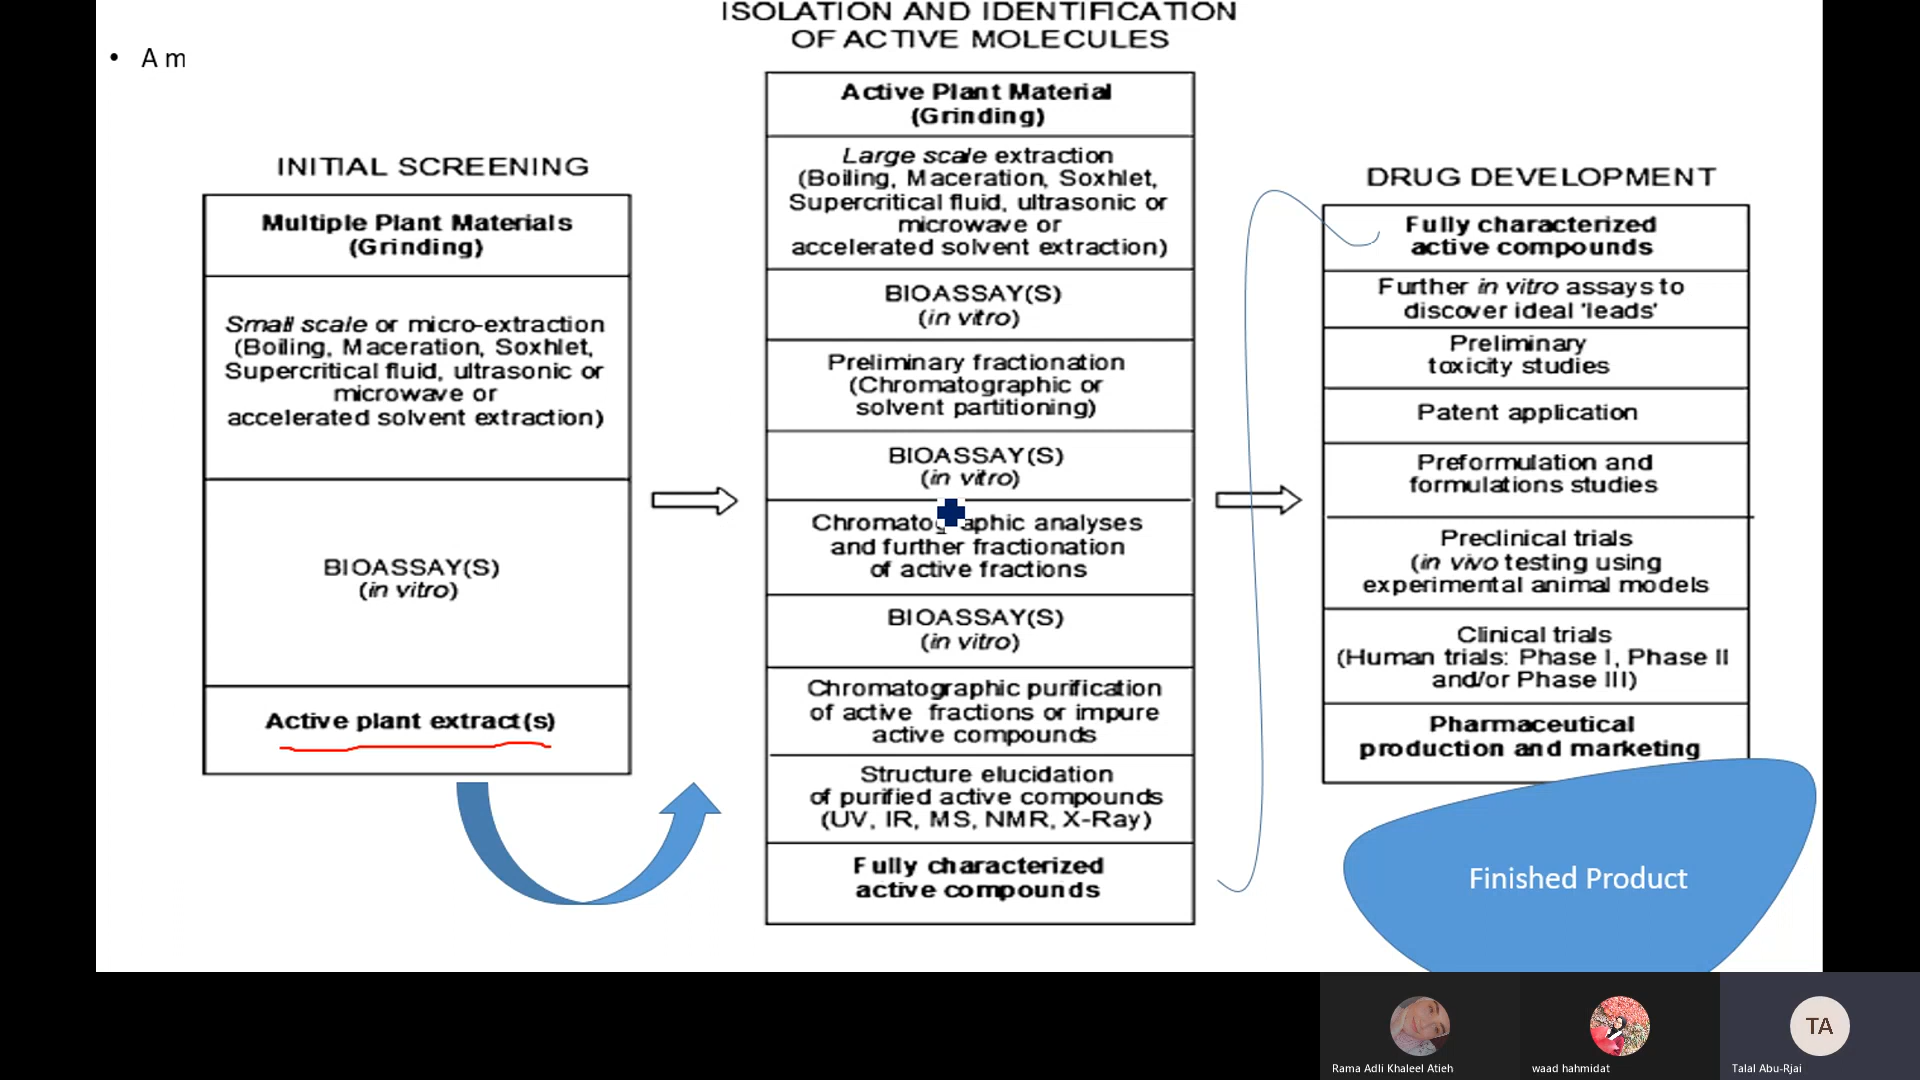 • A m
INITIAL SCREENING
Multiple Plant Materials
(Grinding)
Small scale or micro-extraction
(Boiling, Maceration, Soxhlet,
Supercritical fluid, ultrasonic or
microwave or
accelerated solvent extraction)
BIOASSAY(S)
(in vitro)
Active plant extract(s)
ISOLATION AND IDENTIFICATION
OF ACTIVE MOLECULES
Active Plant Material
(Grinding)
Large scale extraction
(Boiling, Maceration, Soxhlet,
Supercritical fluid, ultrasonic or
microwave or
accelerated solvent extraction)
BIOASSAY(S)
(in vitro)
Preliminary fractionation
(Chromatographic or
solvent partitioning)
BIOASSAY(S)
(in vitro)
Chromatographic analyses
and further fractionation
of active fractions
BIOASSAY(S)
(in vitro)
Chromatographic purification
of active fractions or impure
active compounds
Structure elucidation
of purified active compounds
(UV, IR, MS, NMR, X-Ray)
Fully characterized
active compounds
DRUG DEVELOPMENT
Fully characterized
active compounds
Further in vitro assays to
discover ideal 'leads'
Preliminary
toxicity studies
Patent application
Preformulation and
formulations studies
Preclinical trials
(in vivo testing using
experimental animal models
Clinical trials
(Human trials: Phase I, Phase II
and/or Phase III)
Pharmaceutical
production and marketing
Finished Product
TA
Rama Adli Khaleel Atieh
waad hahmidat
Talal Abu-Rjai